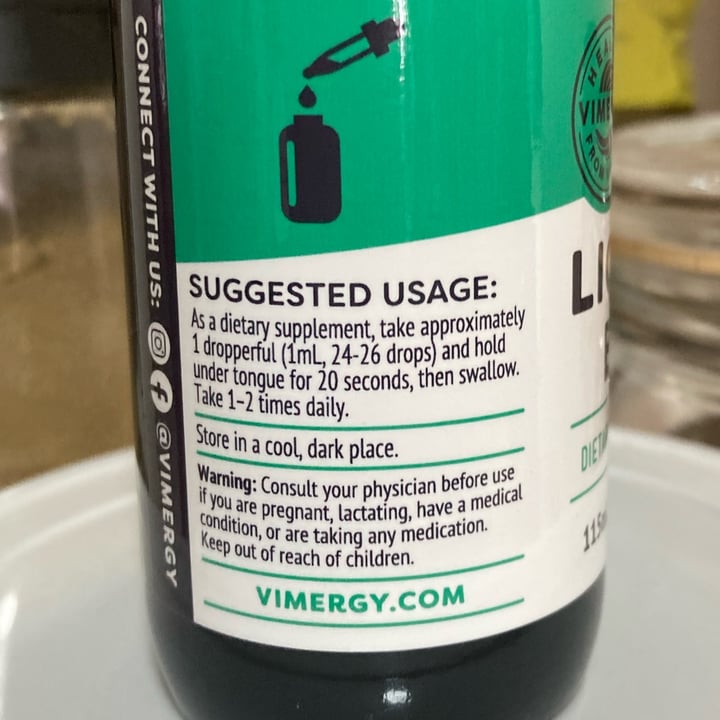 CONNECT WITH US:
@VIMERGY
SUGGESTED USAGE:
As a dietary supplement, take approximately
1 dropperful (1mL, 24-26 drops) and hold
under tongue for 20 seconds, then swallow.
Take 1–2 times daily.
Store in a cool, dark place.
Warning: Consult your physician before use
if you are pregnant, lactating, have a medical
condition, or are taking any medication.
Keep out of reach of children.
VIMERGY.COM